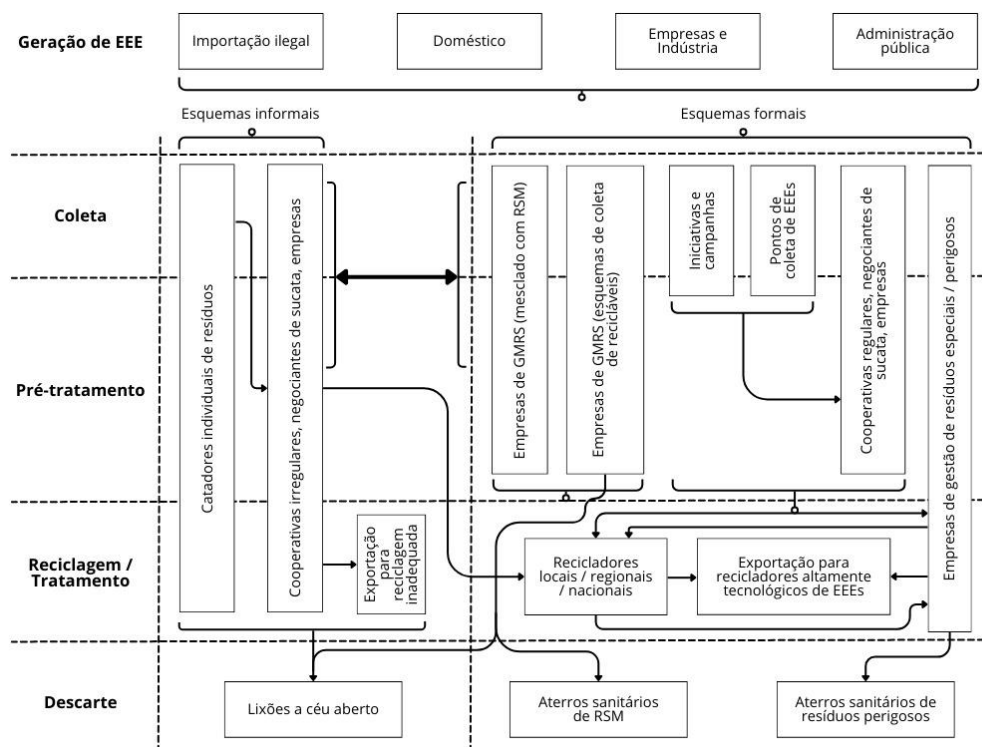 Geração de EEE
Importação ilegal
Doméstico
Empresas e
Indústria
Administração
pública
Esquemas informais
Esquemas formais
Coleta
Pré-tratamento
Reciclagem /
Tratamento
Descarte
Catadores individuais de resíduos
Cooperativas irregulares, negociantes de sucata, empresas
Exportação
para
reciclagem
inadequada
Empresas de GMRS (mesclado com RSM)
Empresas de GMRS (esquemas de coleta
de recicláveis)
Iniciativas e
campanhas
Pontos de
coleta de EEEs
Cooperativas regulares, negociantes de
sucata, empresas
Empresas de gestão de resíduos especiais / perigosos
Recicladores
locais / regionais
/ nacionais
Exportação para
recicladores altamente
tecnológicos de EEEs
Lixões a céu aberto
Aterros sanitários
de RSM
Aterros sanitários de
resíduos perigosos